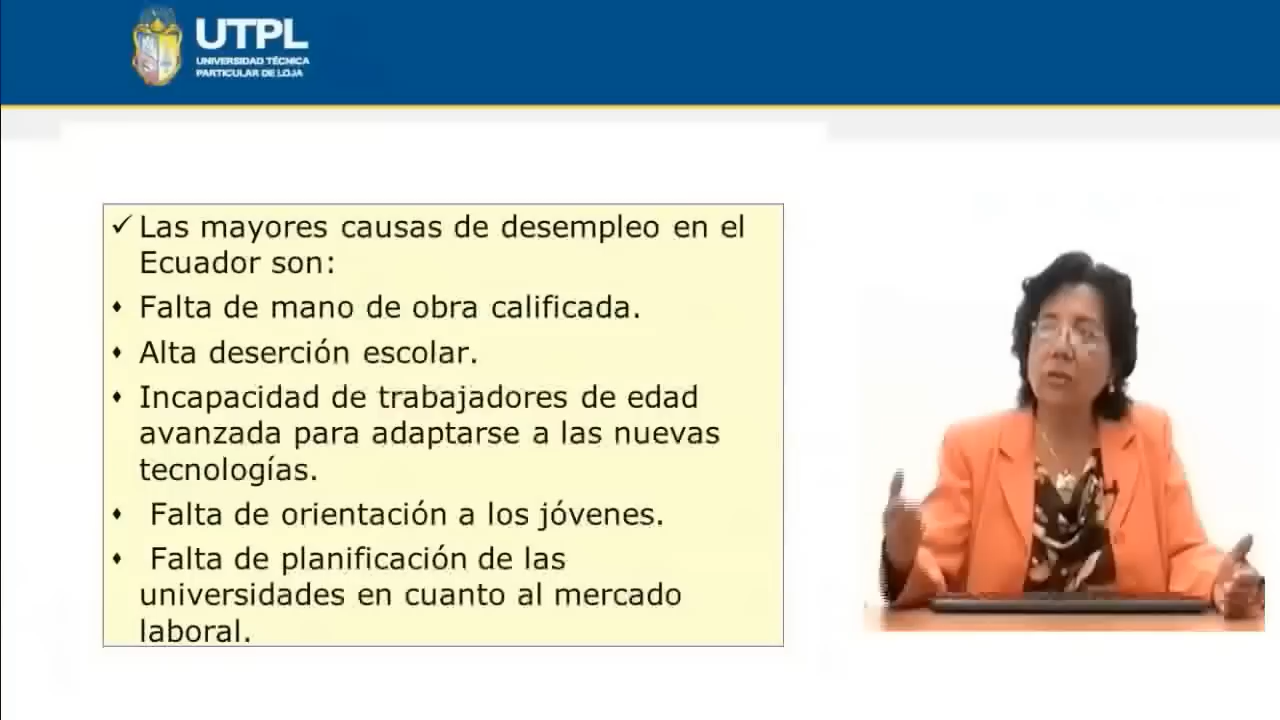 UTPL
UNIVERSIDAD TÉCNICA
PARTICULAR DE LOJA
✓ Las mayores causas de desempleo en el
Ecuador son:
⬧ Falta de mano de obra calificada.
⬧ Alta deserción escolar.
⬧ Incapacidad de trabajadores de edad
avanzada para adaptarse a las nuevas
tecnologías.
⬧ Falta de orientación a los jóvenes.
⬧ Falta de planificación de las
universidades en cuanto al mercado
laboral.